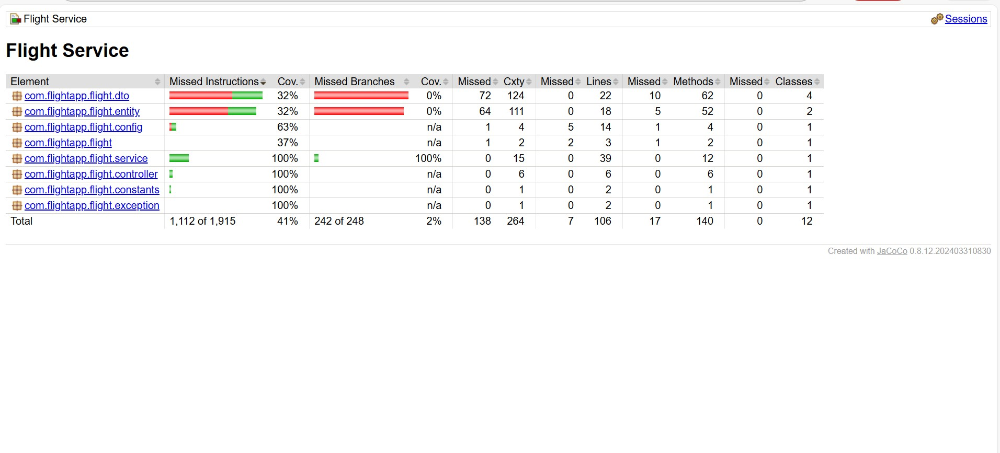 Flight Service Sessions
Flight Service
Element Missed Instructions Cov. Missed Branches Cov. Missed Cxty Missed Lines Missed Methods Missed Classes
com.flightapp.flight.dto 32% 0% 72 124 0 22 10 62 0 4
com.flightapp.flight.entity 32% 0% 64 111 0 18 5 52 0 2
com.flightapp.flight.config 63% n/a 1 4 5 14 1 4 0 1
com.flightapp.flight 37% n/a 1 2 2 3 1 2 0 1
com.flightapp.flight.service 100% 100% 0 15 0 39 0 12 0 1
com.flightapp.flight.controller 100% n/a 0 6 0 6 0 6 0 1
com.flightapp.flight.constants 100% n/a 0 1 0 2 0 1 0 1
com.flightapp.flight.exception 100% n/a 0 1 0 2 0 1 0 1
Total 1,112 of 1,915 41% 242 of 248 2% 138 264 7 106 17 140 0 12
Created with JaCoCo 0.8.12.202403310830